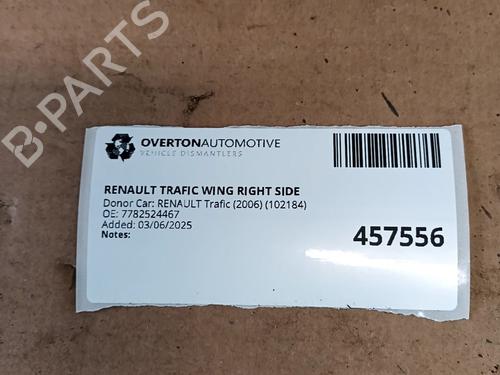 B-PARTS
OVERTONAUTOMOTIVE
VEHICLE DISMANTLERS
RENAULT TRAFIC WING RIGHT SIDE
Donor Car: RENAULT Trafic (2006) (102184)
OE: 7782524467
Added: 03/06/2025
Notes:
457556